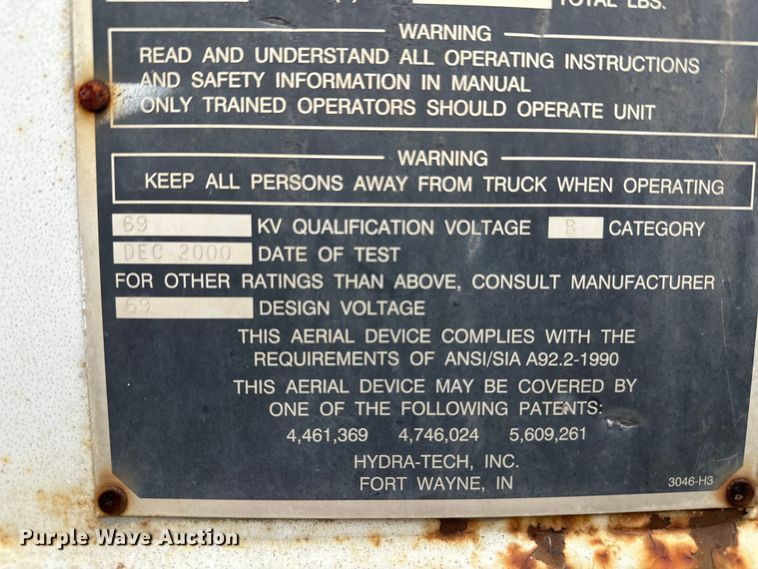 TOTAL LBS.
WARNING
READ AND UNDERSTAND ALL OPERATING INSTRUCTIONS
AND SAFETY INFORMATION IN MANUAL
ONLY TRAINED OPERATORS SHOULD OPERATE UNIT
WARNING
KEEP ALL PERSONS AWAY FROM TRUCK WHEN OPERATING
69 KV QUALIFICATION VOLTAGE B CATEGORY
DEC 2000 DATE OF TEST
FOR OTHER RATINGS THAN ABOVE, CONSULT MANUFACTURER
69 DESIGN VOLTAGE
THIS AERIAL DEVICE COMPLIES WITH THE
REQUIREMENTS OF ANSI/SIA A92.2-1990
THIS AERIAL DEVICE MAY BE COVERED BY
ONE OF THE FOLLOWING PATENTS:
4,461,369 4,746,024 5,609,261
HYDRA-TECH, INC.
FORT WAYNE, IN
3046-H3
Purple Wave Auction